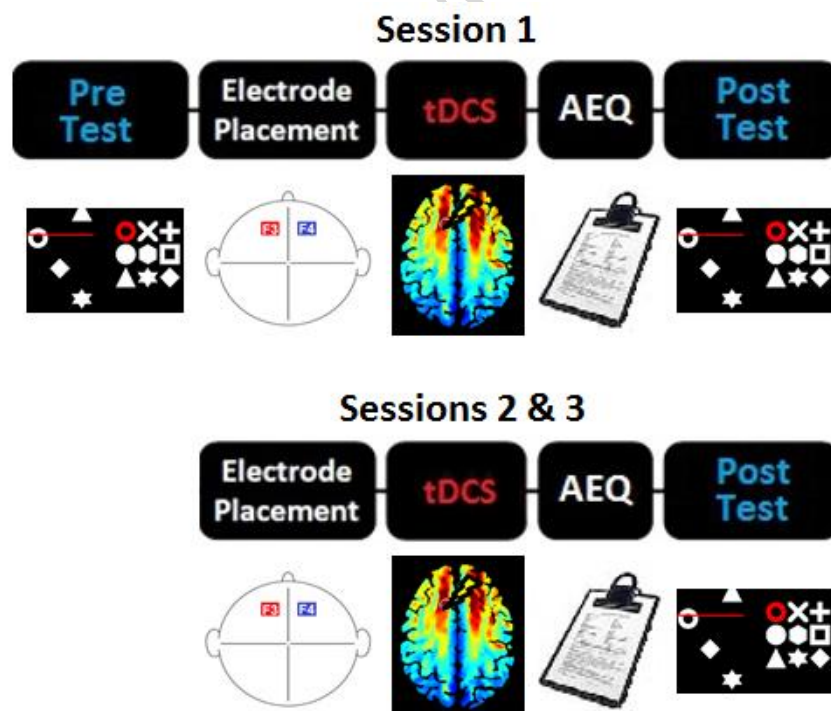 Session 1
Pre
Test
Electrode
Placement
tDCS
AEQ
Post
Test
F3 F4
Sessions 2 & 3
Electrode
Placement
tDCS
AEQ
Post
Test
F3 F4